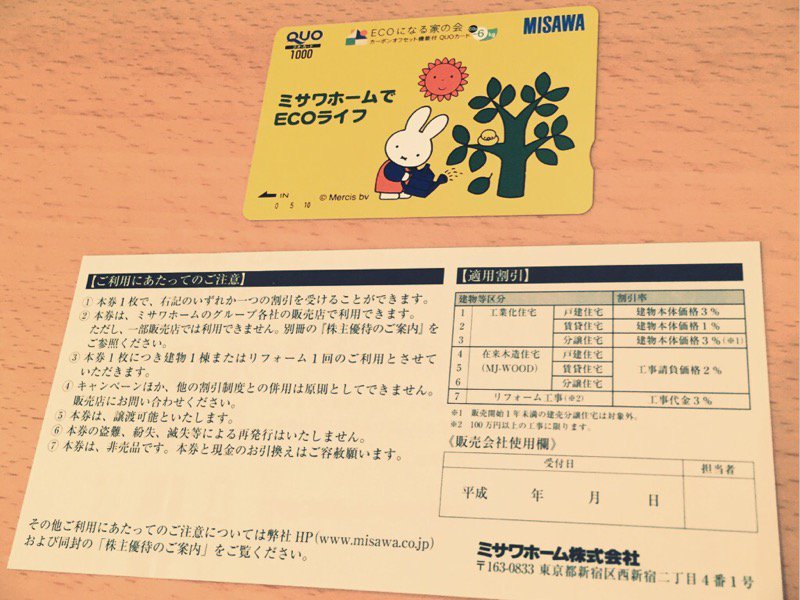 QUO
1000
ECOになる家の会
カーボンオフセット機能付 QUOカード
6
MISAWA
ミサワホームで
ECOライフ
IN
0 5 10
© Mercis bv
【ご利用にあたってのご注意】
① 本券1枚で、右記のいずれか一つの割引を受けることができます。
② 本券は、ミサワホームのグループ各社の販売店で利用できます。
ただし、一部販売店では利用できません。別冊の『株主優待のご案内』を
ご参照ください。
③ 本券1枚につき建物1棟またはリフォーム1回のご利用とさせて
いただきます。
④ キャンペーンほか、他の割引制度との併用は原則としてできません。
販売店にお問い合わせください。
⑤ 本券は、譲渡可能といたします。
⑥ 本券の盗難、紛失、滅失等による再発行はいたしません。
⑦ 本券は、非売品です。本券と現金のお引換えはご容赦願います。
その他ご利用にあたってのご注意については弊社 HP(www.misawa.co.jp)
および同封の「株主優待のご案内」をご覧ください。
【適用割引】
建物等区分 割引率
1 工業化住宅 戸建住宅 建物本体価格3%
2 賃貸住宅 建物本体価格1%
3 分譲住宅 建物本体価格3%(※1)
4 在来木造住宅 戸建住宅
5 (MJ-WOOD) 賃貸住宅 工事請負価格2%
6 分譲住宅
7 リフォーム工事(※2) 工事代金3%
※1 販売開始1年未満の建売分譲住宅は対象外。
※2 100万円以上の工事に限ります。
《販売会社使用欄》
受付日 担当者
平成 年 月 日
ミサワホーム株式会社
〒163-0833 東京都新宿区西新宿二丁目4番1号